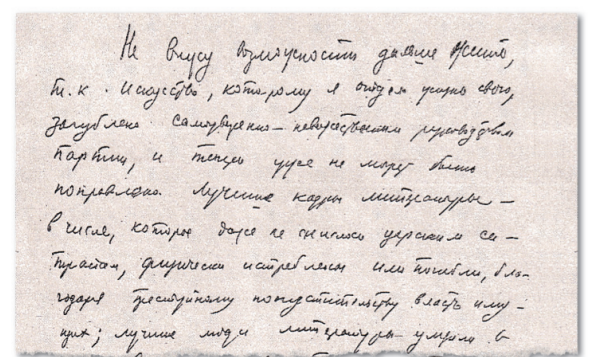 Не вижу возможности дальше жить,
т.к. искусство, которому я отдал жизнь свою,
загублено самоуверенно-невежественным руководством
партии, и теперь уже не может быть
поправлено. Лучшие кадры литературы –
в числе, которое даже не снилось царским са-
трапам, физически истреблены или погибли, бла-
годаря преступному попустительству власть иму-
щих; лучшие люди литературы умерли в